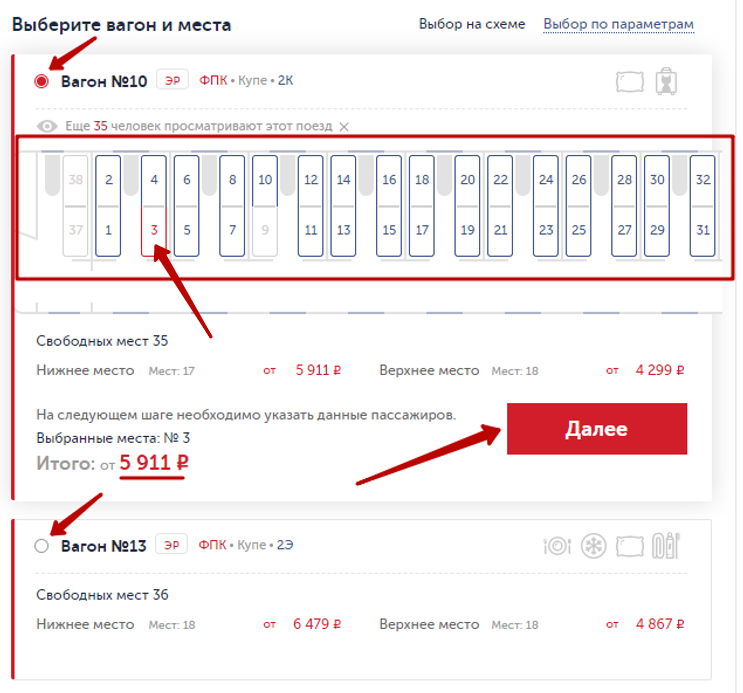 Выберите вагон и места
Выбор на схеме Выбор по параметрам
Вагон №10 ЭР ФПК • Купе • 2К
Еще 35 человек просматривают этот поезд ×
38 2 4 6 8 10 12 14 16 18 20 22 24 26 28 30 32
37 1 3 5 7 9 11 13 15 17 19 21 23 25 27 29 31
Свободных мест 35
Нижнее место Мест: 17 от 5 911 ₽ Верхнее место Мест: 18 от 4 299 ₽
На следующем шаге необходимо указать данные пассажиров.
Выбранные места: № 3
Итого: от 5 911 ₽
Далее
Вагон №13 ЭР ФПК • Купе • 2Э
Свободных мест 36
Нижнее место Мест: 18 от 6 479 ₽ Верхнее место Мест: 18 от 4 867 ₽